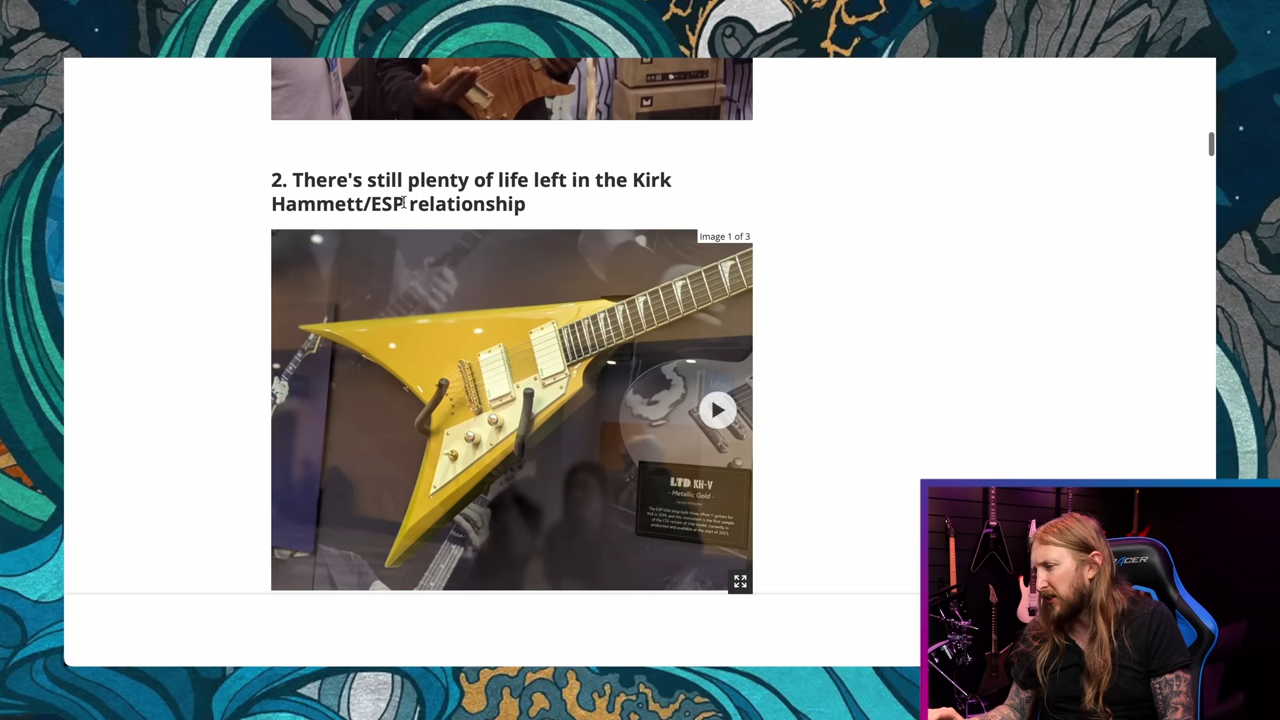 2. There's still plenty of life left in the Kirk
Hammett/ESP relationship
Image 1 of 3
LTD KH-V
- Metallic Gold -